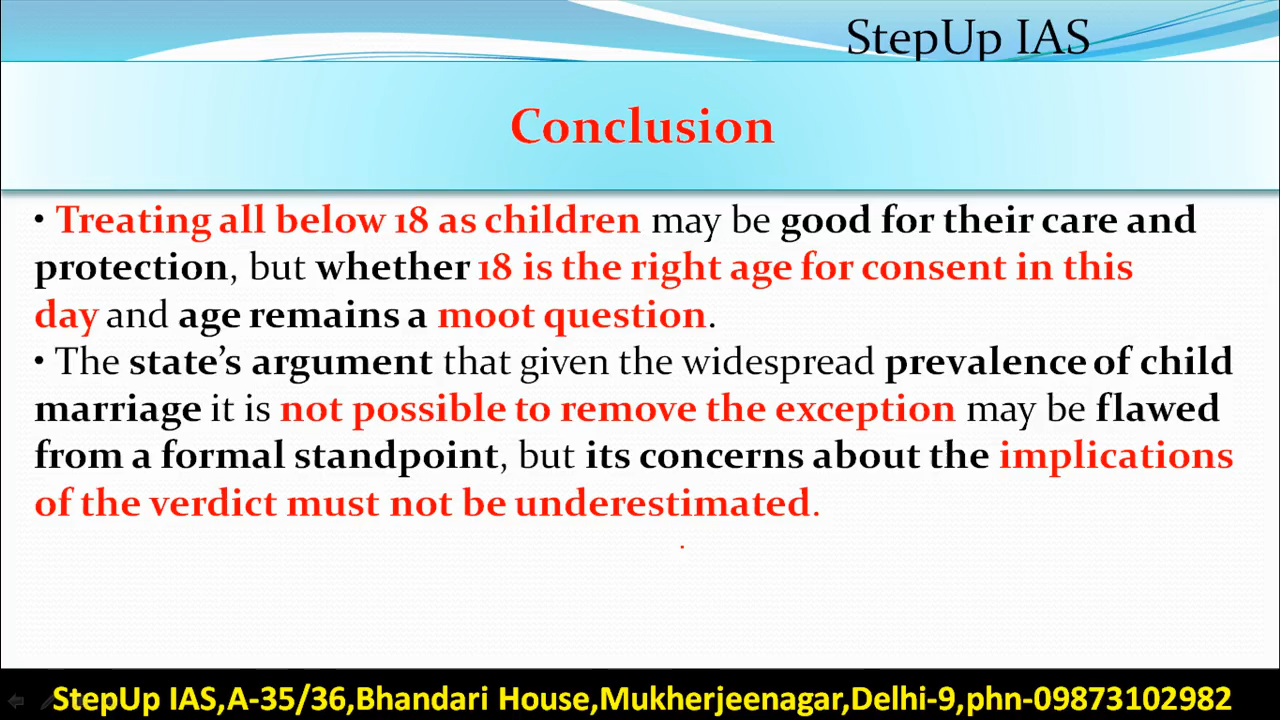 StepUp IAS
Conclusion
• Treating all below 18 as children may be good for their care and
protection, but whether 18 is the right age for consent in this
day and age remains a moot question.
• The state’s argument that given the widespread prevalence of child
marriage it is not possible to remove the exception may be flawed
from a formal standpoint, but its concerns about the implications
of the verdict must not be underestimated.
StepUp IAS,A-35/36,Bhandari House,Mukherjeenagar,Delhi-9,phn-09873102982